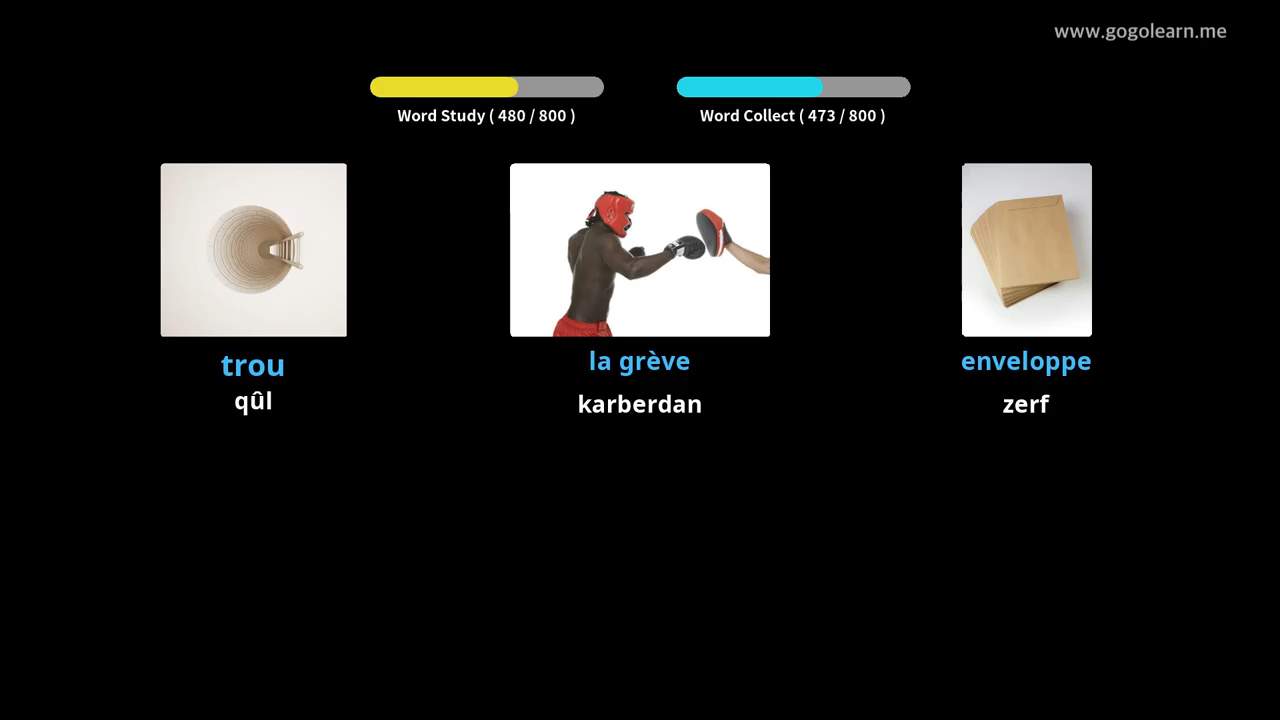 www.gogolearn.me
Word Study ( 480 / 800 )
Word Collect ( 473 / 800 )
trou
la grève
enveloppe
qûl
karberdan
zerf